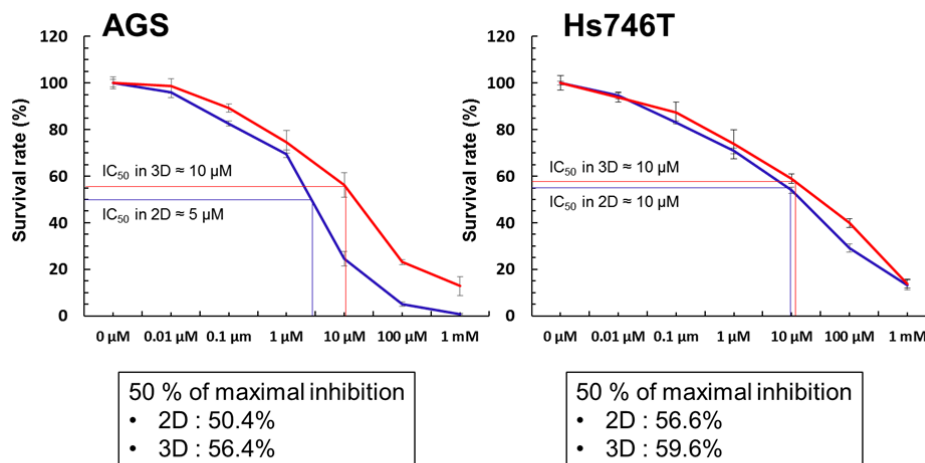 AGS
Survival rate (%)
120
100
80
60
40
20
0
IC₅₀ in 3D ≈ 10 µM
IC₅₀ in 2D ≈ 5 µM
0 µM 0.01 µM 0.1 µm 1 µM 10 µM 100 µM 1 mM
50 % of maximal inhibition
• 2D : 50.4%
• 3D : 56.4%
Hs746T
Survival rate (%)
120
100
80
60
40
20
0
IC₅₀ in 3D ≈ 10 µM
IC₅₀ in 2D ≈ 10 µM
0 µM 0.01 µM 0.1 µm 1 µM 10 µM 100 µM 1 mM
50 % of maximal inhibition
• 2D : 56.6%
• 3D : 59.6%